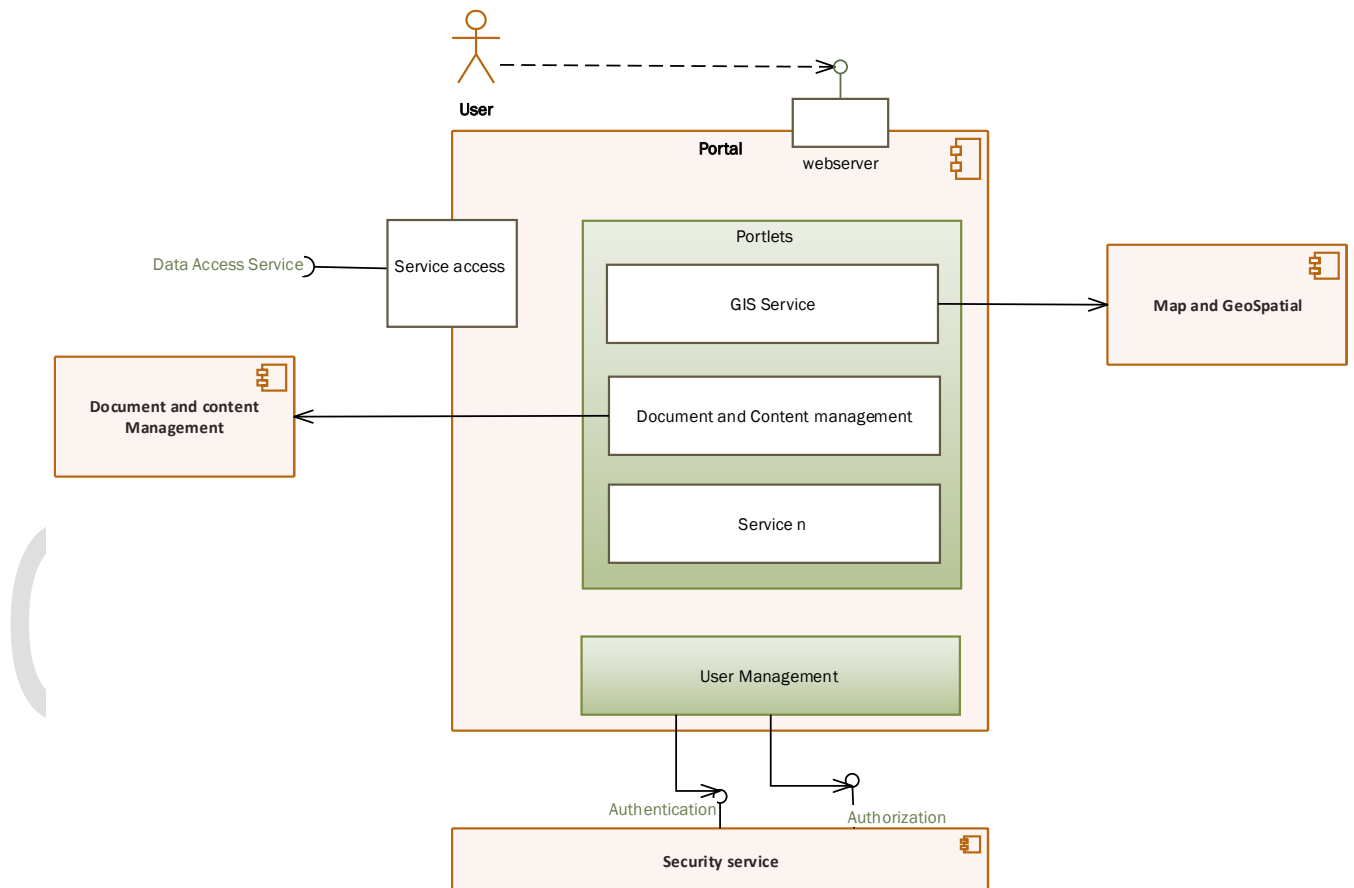 User
Portal
webserver
Portlets
Data Access Service
Service access
GIS Service
Map and GeoSpatial
Document and content
Management
Document and Content management
Service n
User Management
Authentication
Authorization
Security service